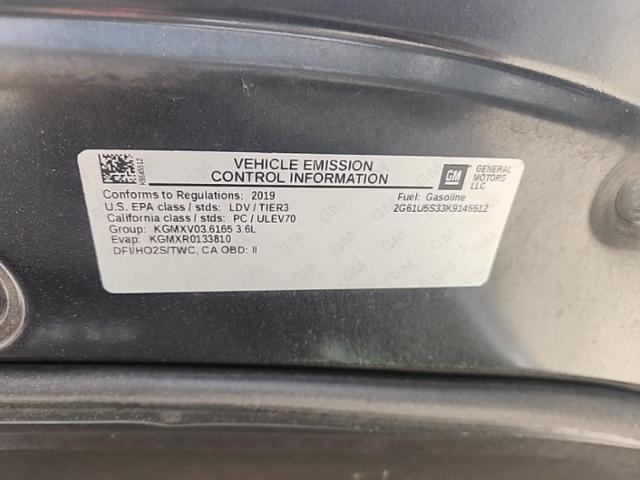 K9145512
VEHICLE EMISSION
CONTROL INFORMATION
GM
GENERAL
MOTORS
LLC
Conforms to Regulations: 2019
U.S. EPA class / stds: LDV / TIER3
California class / stds: PC / ULEV70
Group: KGMXV03.6165 3.6L
Evap: KGMXR0133810
DFI/HO2S/TWC, CA OBD: II
Fuel: Gasoline
2G61U5S33K9145512